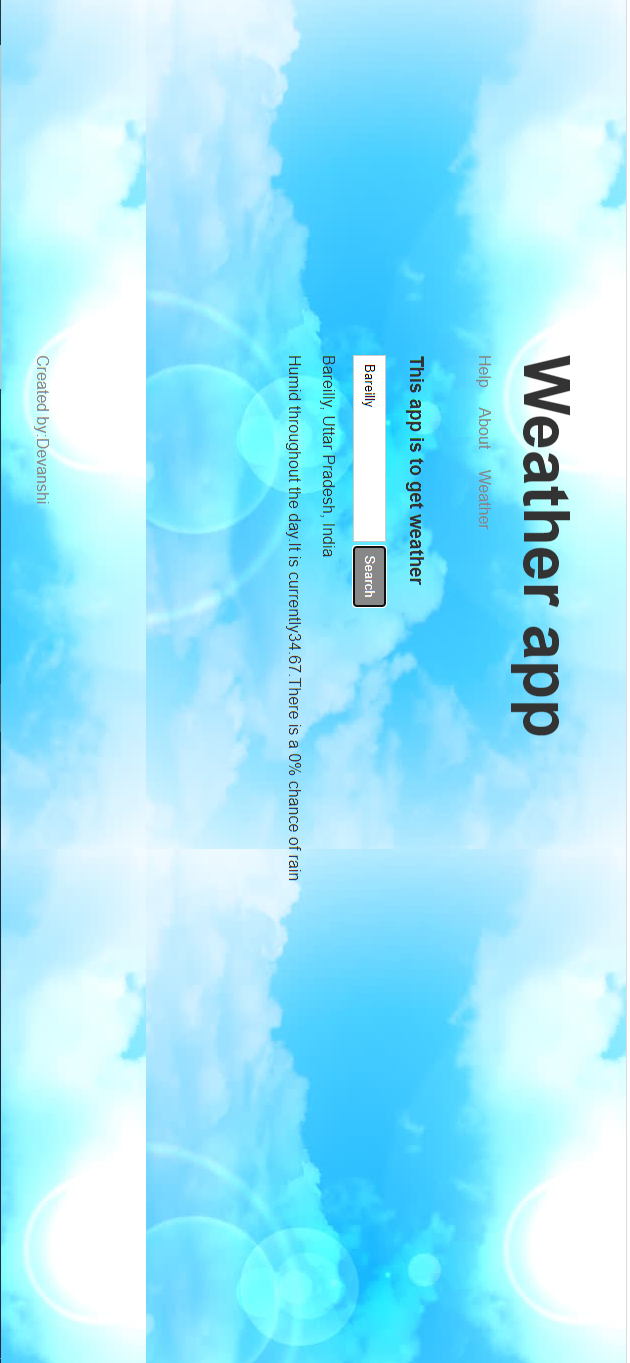 Weather app
Help About Weather
This app is to get weather
Bareilly Search
Bareilly, Uttar Pradesh, India
Humid throughout the day.It is currently34.67.There is a 0% chance of rain
Created by:Devanshi